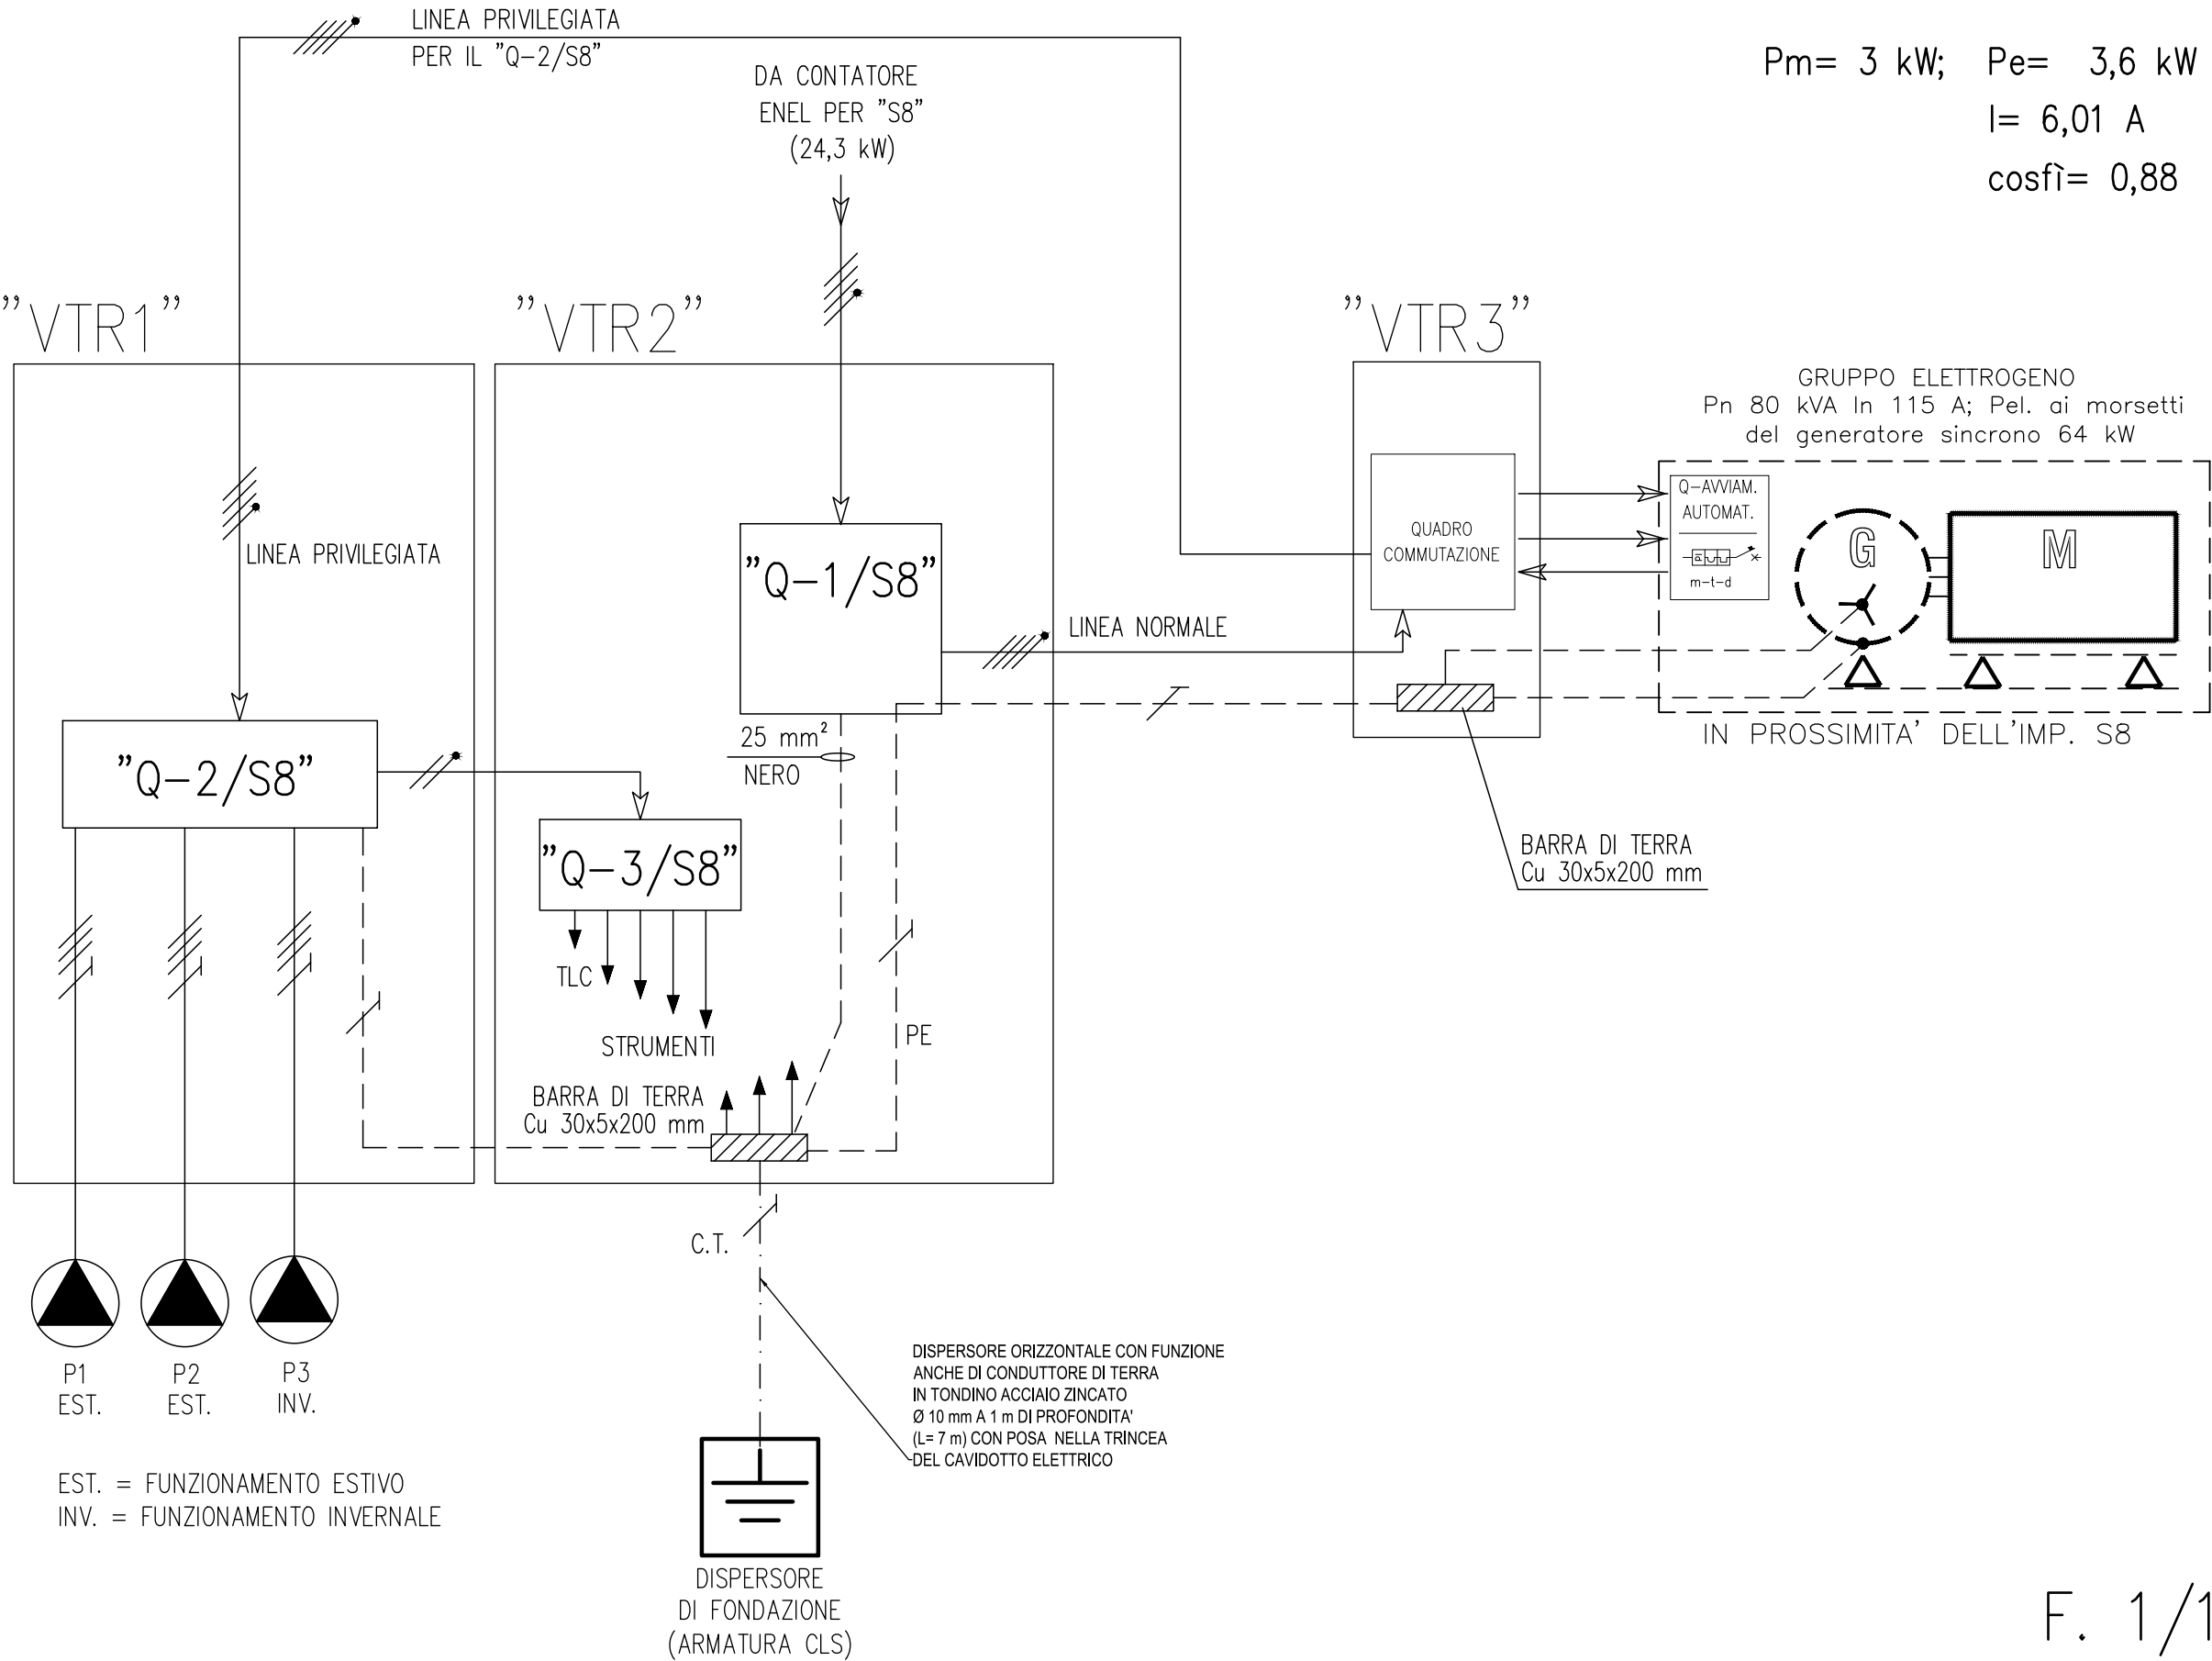 LINEA PRIVILEGIATA
PER IL "Q-2/S8"
DA CONTATORE
ENEL PER "S8"
(24,3 kW)
Pm= 3 kW; Pe= 3,6 kW
I= 6,01 A
cosfì= 0,88
"VTR1"
"VTR2"
"VTR3"
GRUPPO ELETTROGENO
Pn 80 kVA In 115 A; Pel. ai morsetti
del generatore sincrono 64 kW
LINEA PRIVILEGIATA
"Q-1/S8"
QUADRO
COMMUTAZIONE
Q-AVVIAM.
AUTOMAT.
m-t-d
G
M
LINEA NORMALE
IN PROSSIMITA' DELL'IMP. S8
25 mm²
NERO
"Q-2/S8"
"Q-3/S8"
BARRA DI TERRA
Cu 30x5x200 mm
TLC
STRUMENTI
PE
BARRA DI TERRA
Cu 30x5x200 mm
C.T.
P1
EST.
P2
EST.
P3
INV.
DISPERSORE ORIZZONTALE CON FUNZIONE
ANCHE DI CONDUTTORE DI TERRA
IN TONDINO ACCIAIO ZINCATO
Ø 10 mm A 1 m DI PROFONDITA'
(L= 7 m) CON POSA NELLA TRINCEA
DEL CAVIDOTTO ELETTRICO
EST. = FUNZIONAMENTO ESTIVO
INV. = FUNZIONAMENTO INVERNALE
DISPERSORE
DI FONDAZIONE
(ARMATURA CLS)
F. 1/1